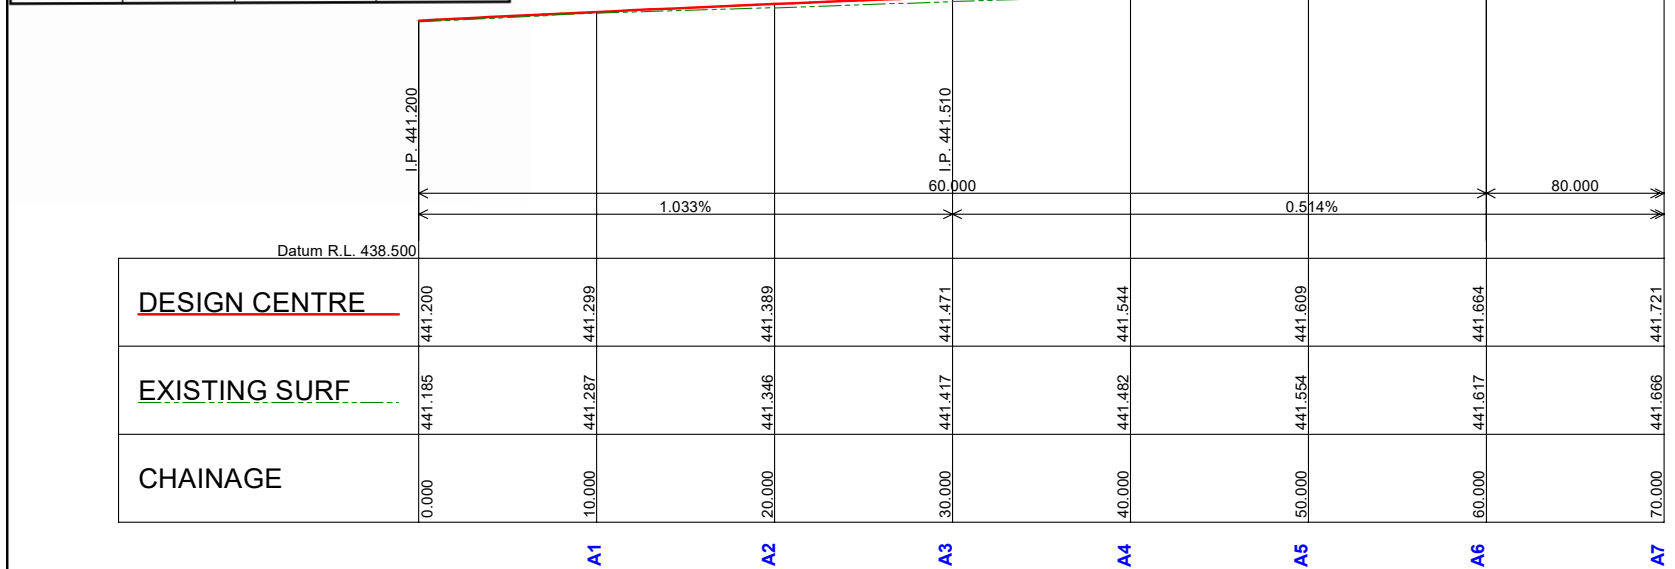 I.P. 441.200
I.P. 441.510
60.000
80.000
1.033%
0.514%
Datum R.L. 438.500
DESIGN CENTRE 441.200 441.299 441.389 441.471 441.544 441.609 441.664 441.721
EXISTING SURF 441.185 441.287 441.346 441.417 441.482 441.554 441.617 441.666
CHAINAGE 0.000 10.000 20.000 30.000 40.000 50.000 60.000 70.000
A1 A2 A3 A4 A5 A6 A7